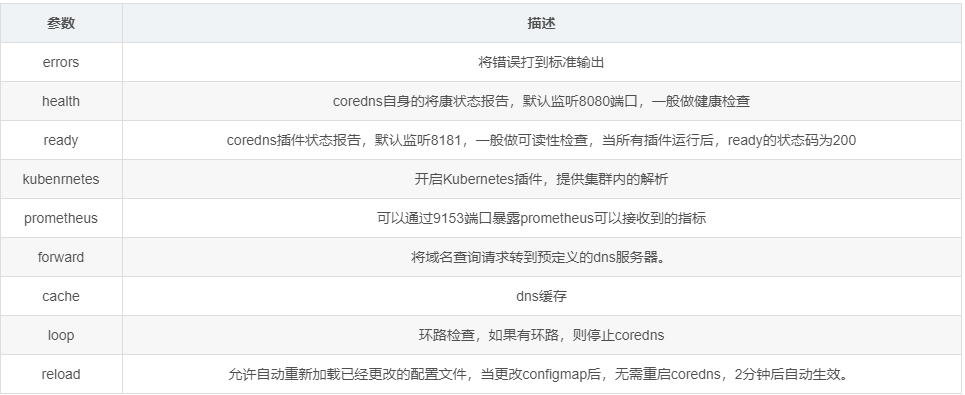 参数 描述
errors 将错误打到标准输出
health coredns自身的将康状态报告，默认监听8080端口，一般做健康检查
ready coredns插件状态报告，默认监听8181，一般做可读性检查，当所有插件运行后，ready的状态码为200
kubenrnetes 开启Kubernetes插件，提供集群内的解析
prometheus 可以通过9153端口暴露prometheus可以接收到的指标
forward 将域名查询请求转到预定义的dns服务器。
cache dns缓存
loop 环路检查，如果有环路，则停止coredns
reload 允许自动重新加载已经更改的配置文件，当更改configmap后，无需重启coredns，2分钟后自动生效。